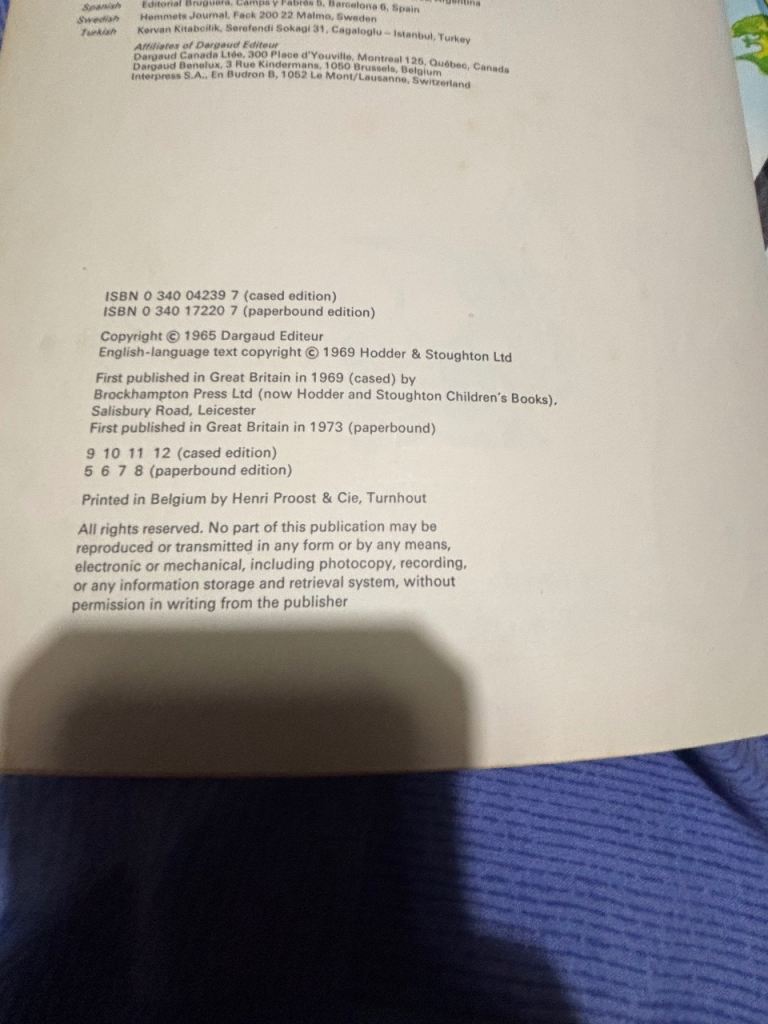 Spanish Editorial Bruguera, Camps y Fabrés 5, Barcelona 6, Spain
Swedish Hemmets Journal, Fack 200 22 Malmo, Sweden
Turkish Kervan Kitabcilik, Serefendi Sokagi 31, Cagaloglu – Istanbul, Turkey
Affiliates of Dargaud Editeur
Dargaud Canada Ltée, 300 Place d'Youville, Montreal 125, Québec, Canada
Dargaud Benelux, 3 Rue Kindermans, 1050 Brussels, Belgium
Interpress S.A., En Budron B, 1052 Le Mont/Lausanne, Switzerland
ISBN 0 340 04239 7 (cased edition)
ISBN 0 340 17220 7 (paperbound edition)
Copyright © 1965 Dargaud Editeur
English-language text copyright © 1969 Hodder & Stoughton Ltd
First published in Great Britain in 1969 (cased) by
Brockhampton Press Ltd (now Hodder and Stoughton Children's Books),
Salisbury Road, Leicester
First published in Great Britain in 1973 (paperbound)
9 10 11 12 (cased edition)
5 6 7 8 (paperbound edition)
Printed in Belgium by Henri Proost & Cie, Turnhout
All rights reserved. No part of this publication may be
reproduced or transmitted in any form or by any means,
electronic or mechanical, including photocopy, recording,
or any information storage and retrieval system, without
permission in writing from the publisher